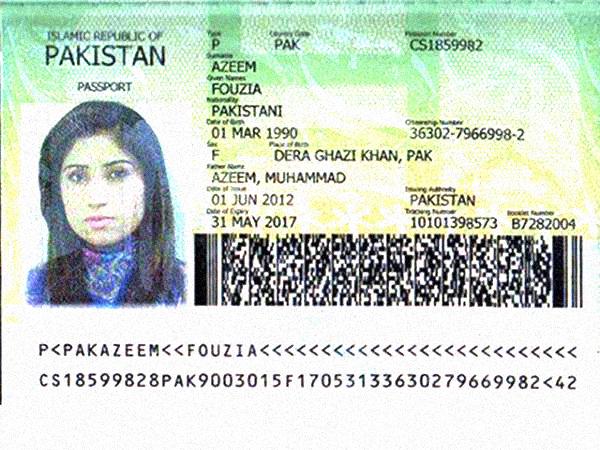 ISLAMIC REPUBLIC OF
PAKISTAN
PASSPORT
Type Country Code Passport Number
P PAK CS1859982
Surname
AZEEM
Given Names
FOUZIA
Nationality
PAKISTANI
Date of Birth Citizenship Number
01 MAR 1990 36302-7966998-2
Sex Place of Birth
F DERA GHAZI KHAN, PAK
Father Name
AZEEM, MUHAMMAD
Date of Issue Issuing Authority
01 JUN 2012 PAKISTAN
Date of Expiry Tracking Number Booklet Number
31 MAY 2017 10101398573 B7282004
P<PAKAZEEM<<FOUZIA<<<<<<<<<<<<<<<<<<<<<<<<<<
CS18599828PAK9003015F17053133630279669982<42